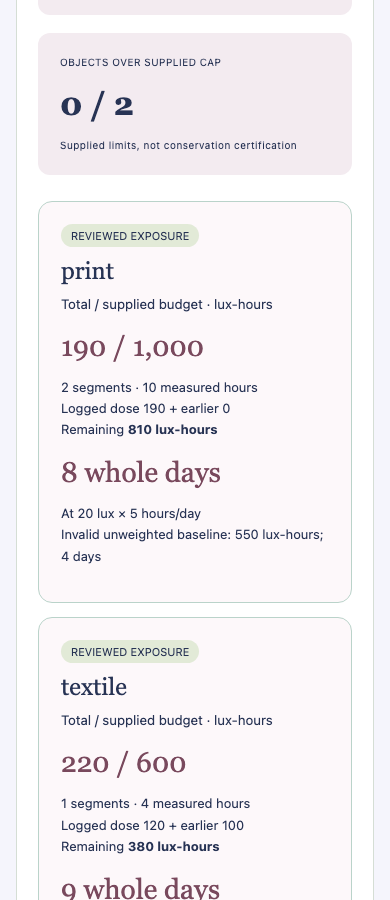 OBJECTS OVER SUPPLIED CAP
0 / 2
Supplied limits, not conservation certification
REVIEWED EXPOSURE
print
Total / supplied budget · lux-hours
190 / 1,000
2 segments · 10 measured hours
Logged dose 190 + earlier 0
Remaining 810 lux-hours
8 whole days
At 20 lux × 5 hours/day
Invalid unweighted baseline: 550 lux-hours;
4 days
REVIEWED EXPOSURE
textile
Total / supplied budget · lux-hours
220 / 600
1 segments · 4 measured hours
Logged dose 120 + earlier 100
Remaining 380 lux-hours
9 whole days